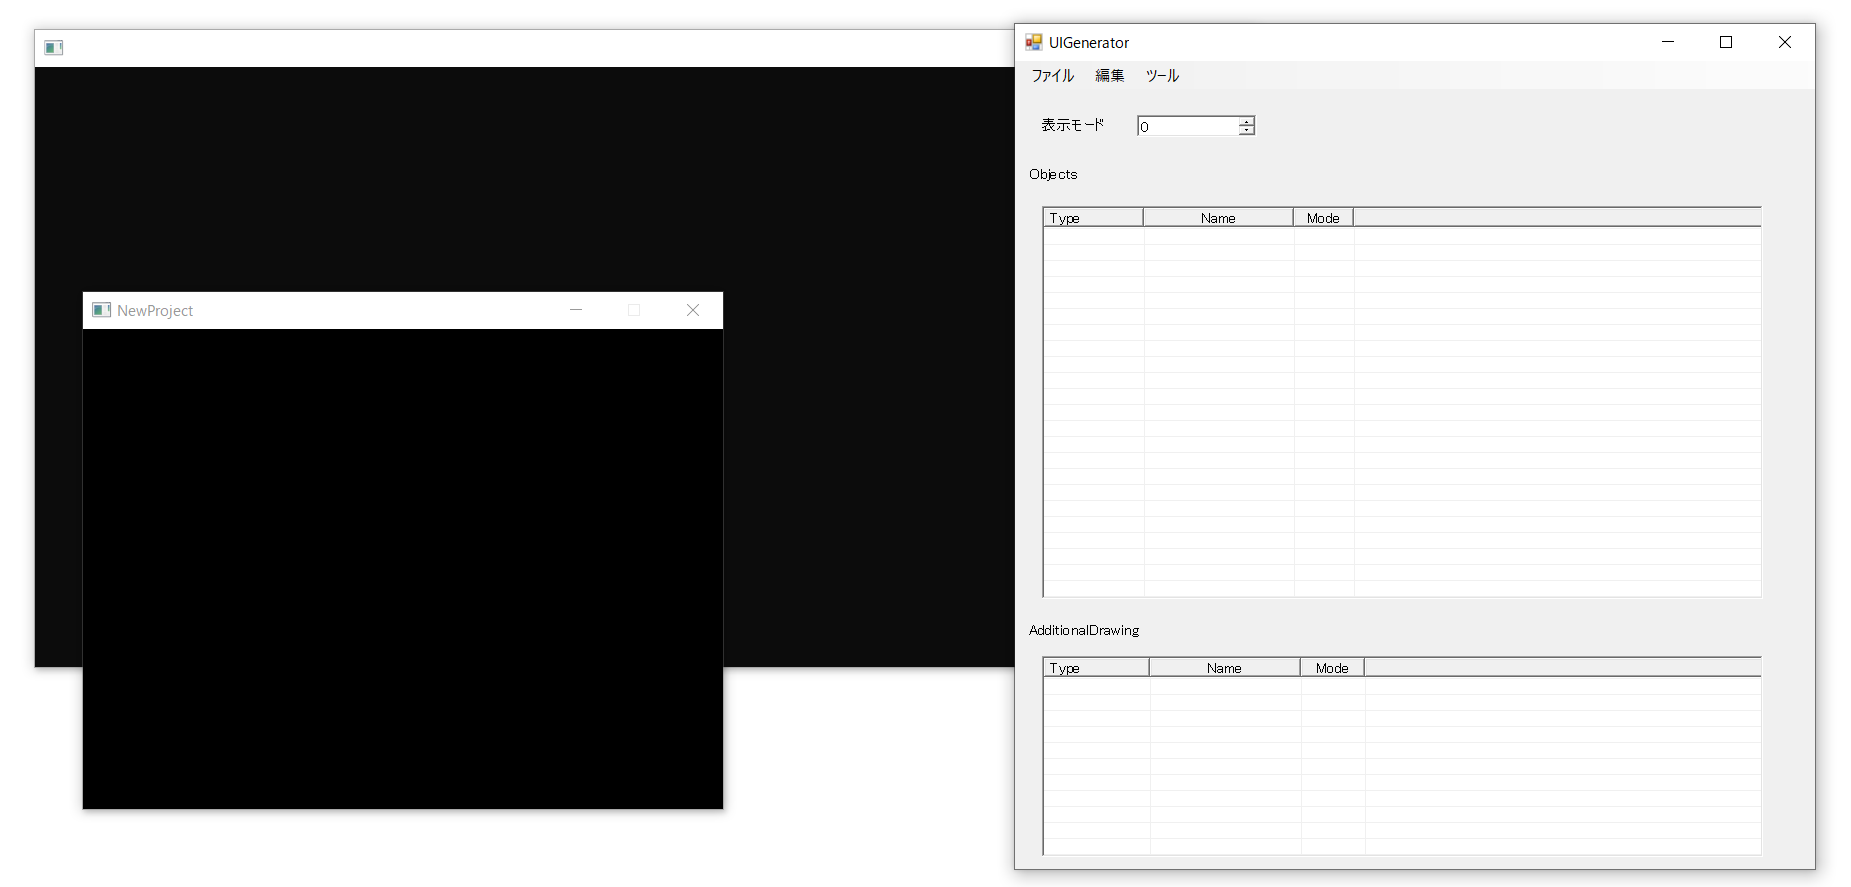 UIGenerator
ファイル 編集 ツール
表示モード 0
Objects
Type Name Mode
NewProject
AdditionalDrawing
Type Name Mode